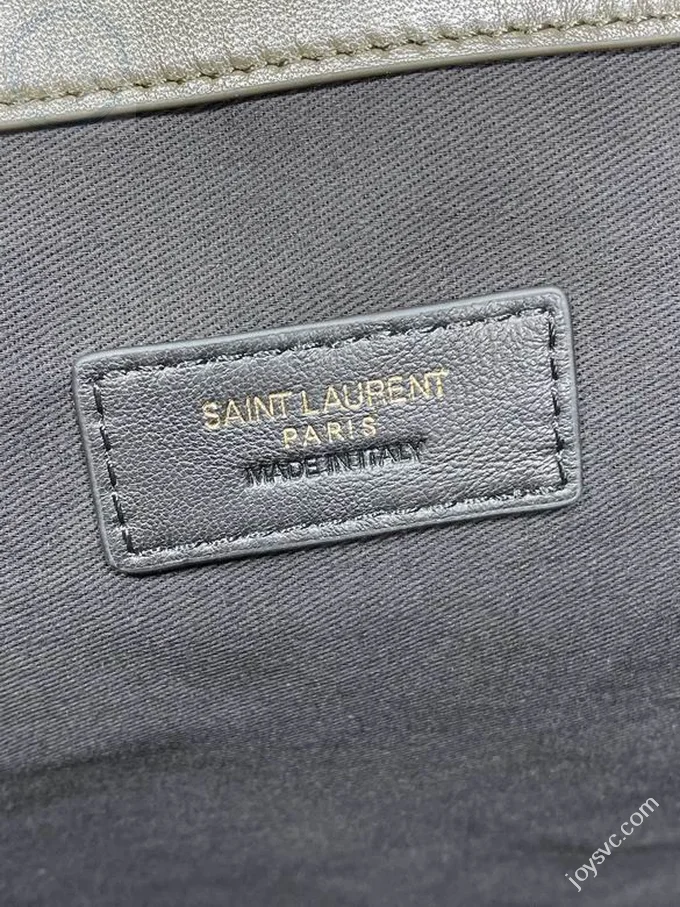 SAINT LAURENT
PARIS
MADE IN ITALY
joysvc.com